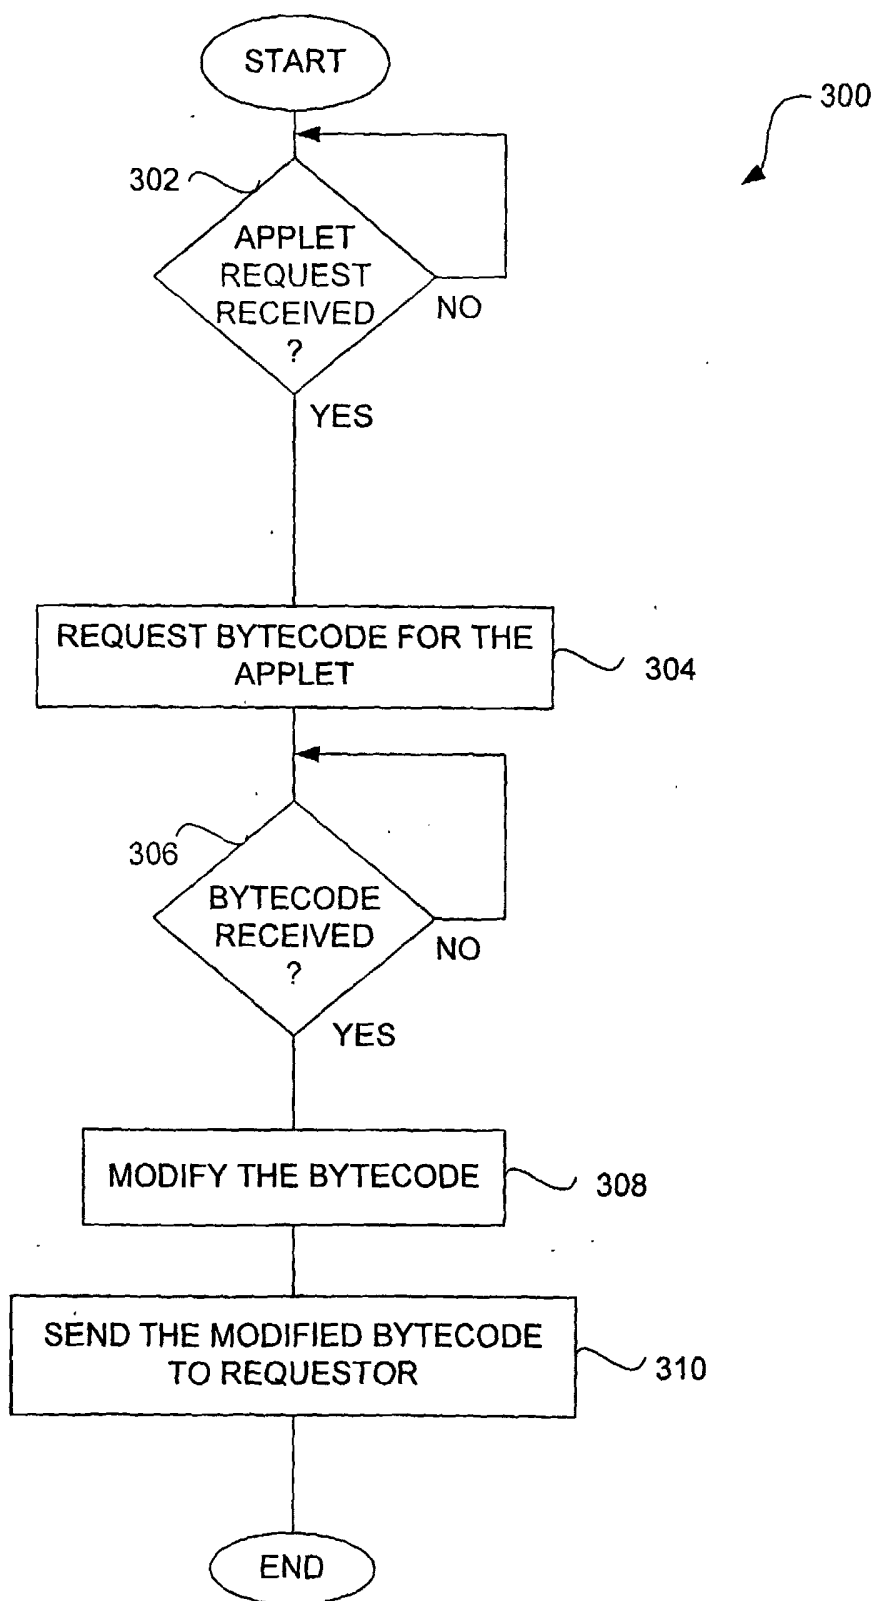 START
300
302
APPLET
REQUEST
RECEIVED
?
NO
YES
REQUEST BYTECODE FOR THE
APPLET
304
306
BYTECODE
RECEIVED
?
NO
YES
MODIFY THE BYTECODE
308
SEND THE MODIFIED BYTECODE
TO REQUESTOR
310
END